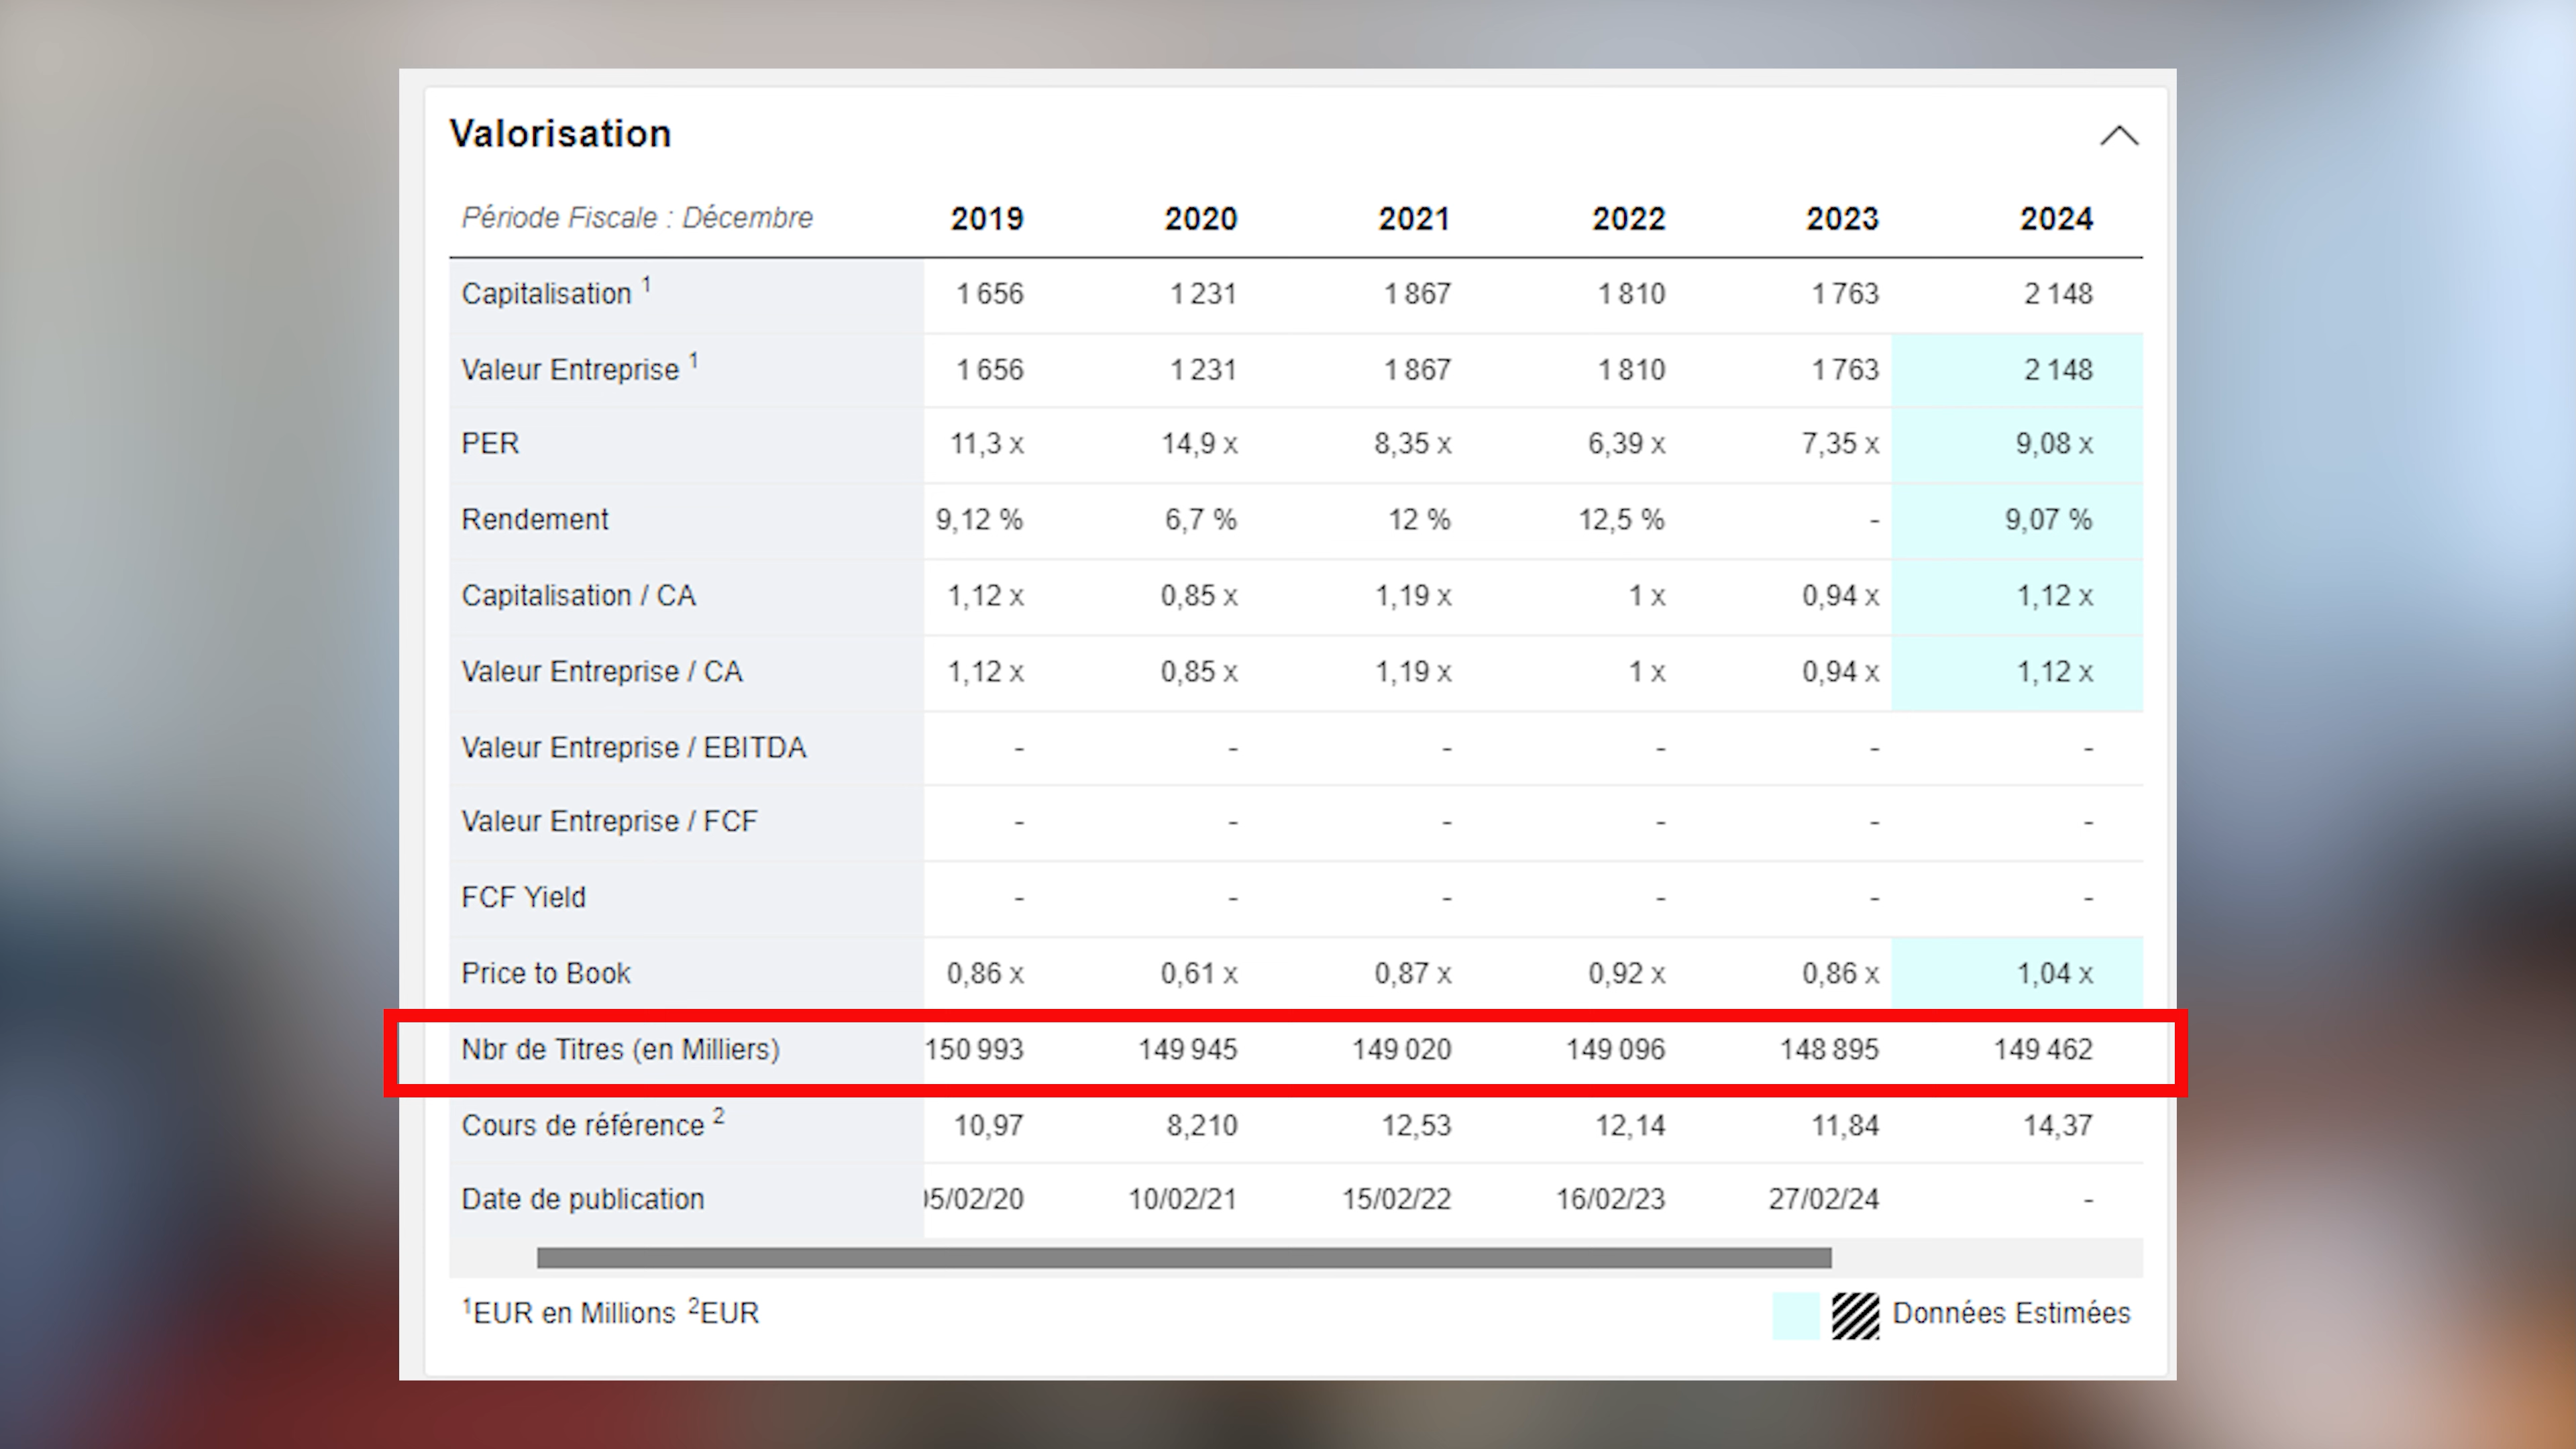 Valorisation
Période Fiscale : Décembre 2019 2020 2021 2022 2023 2024
Capitalisation 1 1 656 1 231 1 867 1 810 1 763 2 148
Valeur Entreprise 1 1 656 1 231 1 867 1 810 1 763 2 148
PER 11,3 x 14,9 x 8,35 x 6,39 x 7,35 x 9,08 x
Rendement 9,12 % 6,7 % 12 % 12,5 % - 9,07 %
Capitalisation / CA 1,12 x 0,85 x 1,19 x 1 x 0,94 x 1,12 x
Valeur Entreprise / CA 1,12 x 0,85 x 1,19 x 1 x 0,94 x 1,12 x
Valeur Entreprise / EBITDA - - - - - -
Valeur Entreprise / FCF - - - - - -
FCF Yield - - - - - -
Price to Book 0,86 x 0,61 x 0,87 x 0,92 x 0,86 x 1,04 x
Nbr de Titres (en Milliers) 150 993 149 945 149 020 149 096 148 895 149 462
Cours de référence 2 10,97 8,210 12,53 12,14 11,84 14,37
Date de publication 5/02/20 10/02/21 15/02/22 16/02/23 27/02/24 -
1EUR en Millions 2EUR Données Estimées